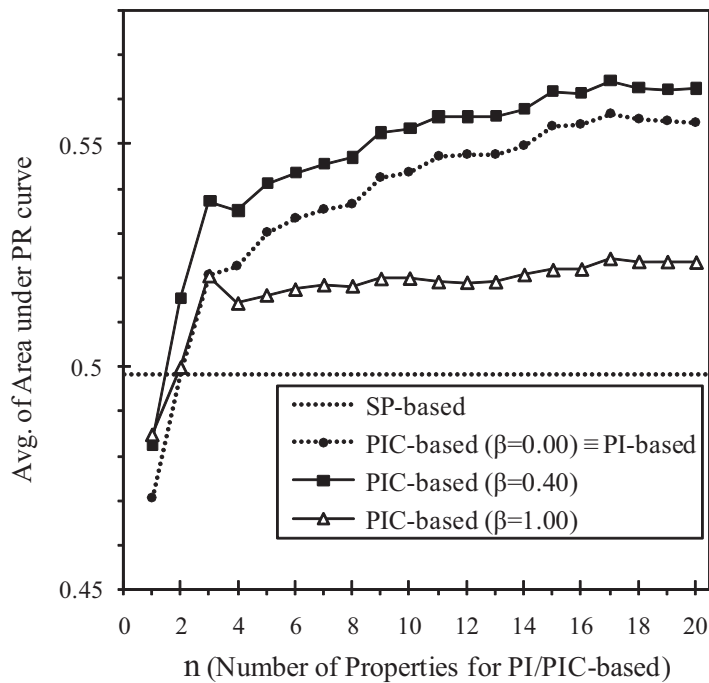 Avg. of Area under PR curve
0.55
0.5
0.45
SP-based
PIC-based (β=0.00) ≡ PI-based
PIC-based (β=0.40)
PIC-based (β=1.00)
0 2 4 6 8 10 12 14 16 18 20
n (Number of Properties for PI/PIC-based)